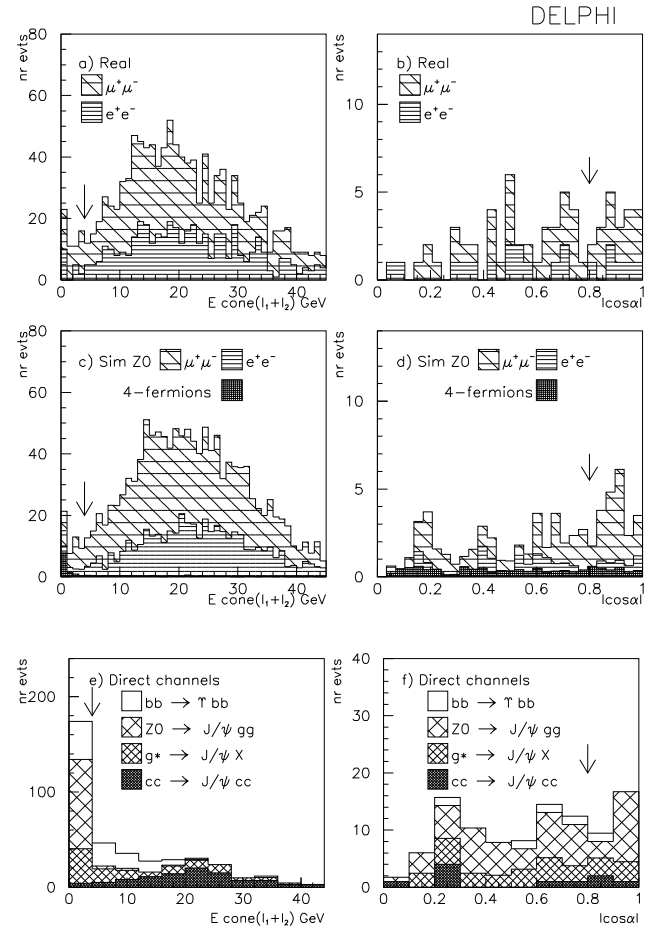 DELPHI
nr evts
80
60
40
20
0
a) Real
μ⁺μ⁻
e⁺e⁻
0 10 20 30 40
E cone(l₁+l₂) GeV
nr evts
10
5
0
b) Real
μ⁺μ⁻
e⁺e⁻
0 0.2 0.4 0.6 0.8 1
|cosα|
nr evts
80
60
40
20
0
c) Sim Z0 μ⁺μ⁻ e⁺e⁻
4-fermions
0 10 20 30 40
E cone(l₁+l₂) GeV
nr evts
10
5
0
d) Sim Z0 μ⁺μ⁻ e⁺e⁻
4-fermions
0 0.2 0.4 0.6 0.8 1
|cosα|
nr evts
200
100
0
e) Direct channels
bb → ϒ bb
Z0 → J/ψ gg
g* → J/ψ X
cc → J/ψ cc
0 10 20 30 40
E cone(l₁+l₂) GeV
nr evts
40
30
20
10
0
f) Direct channels
bb → ϒ bb
Z0 → J/ψ gg
g* → J/ψ X
cc → J/ψ cc
0 0.2 0.4 0.6 0.8 1
|cosα|